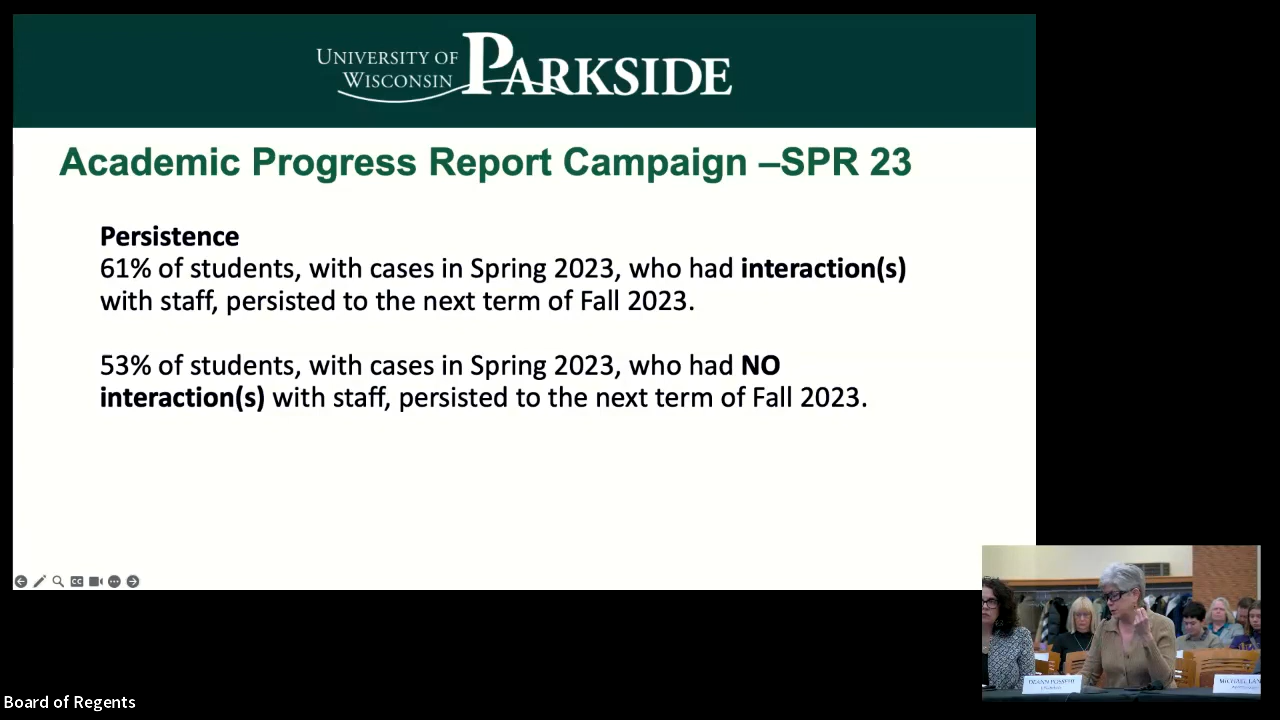 UNIVERSITY OF
WISCONSIN PARKSIDE
Academic Progress Report Campaign –SPR 23
Persistence
61% of students, with cases in Spring 2023, who had interaction(s)
with staff, persisted to the next term of Fall 2023.
53% of students, with cases in Spring 2023, who had NO
interaction(s) with staff, persisted to the next term of Fall 2023.
CC
MICHAEL
Board of Regents